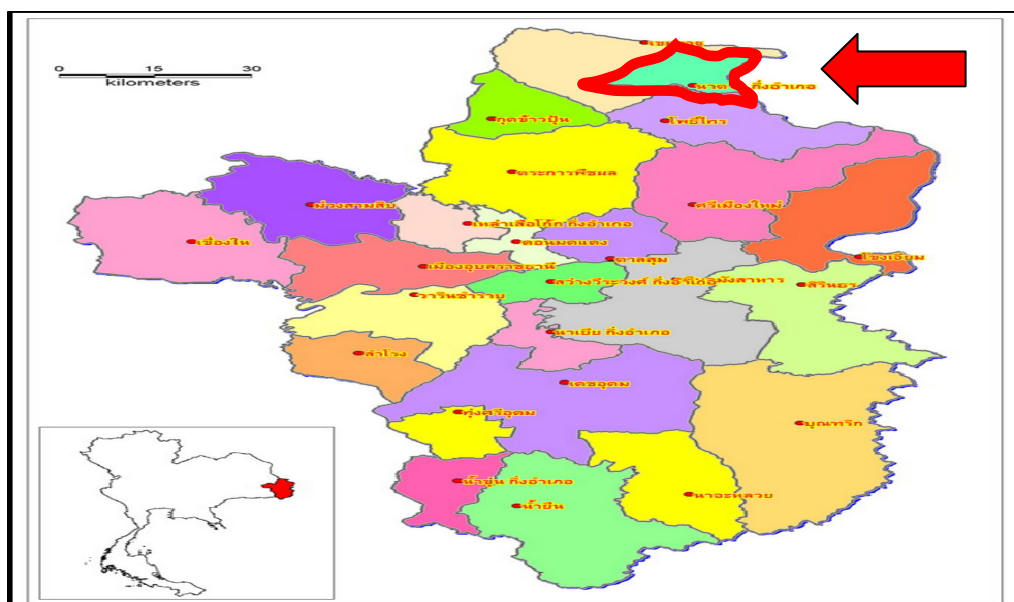 0 15 30
kilometers
เขมราฐ
นาต กิ่งอำเภอ
กุดข้าวปุ้น
โพธิ์ไทร
ตระการพืชผล
ม่วงสามสิบ
ศรีเมืองใหม่
เหล่าเสือโก้ก กิ่งอำเภอ
เขื่องใน
ดอนมดแดง
ตาลสุม
โขงเจียม
เมืองอุบลราชธานี
สว่างวีระวงศ์ กิ่งอำเภอ
มังสาหาร
สิรินธร
วารินชำราบ
นาเยีย กิ่งอำเภอ
สำโรง
เดชอุดม
ทุ่งศรีอุดม
บุณฑริก
น้ำขุ่น กิ่งอำเภอ
นาจะหลวย
น้ำยืน